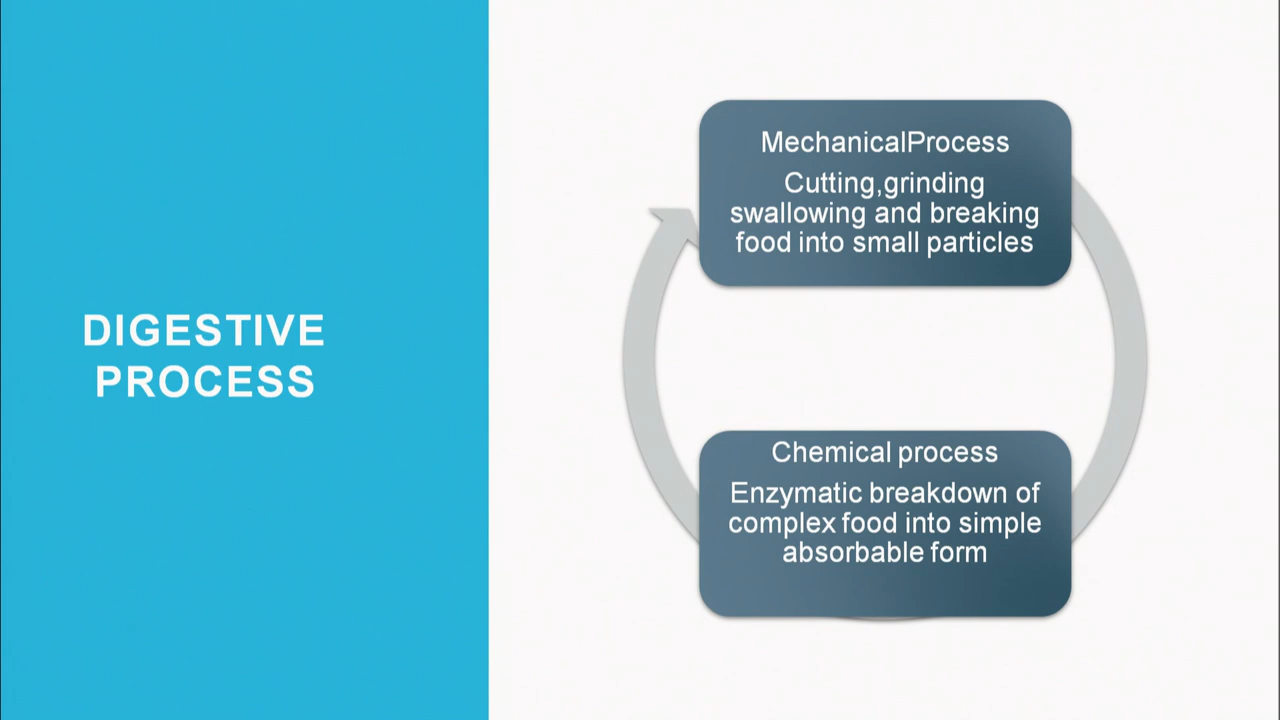 DIGESTIVE
PROCESS
MechanicalProcess
Cutting,grinding
swallowing and breaking
food into small particles
Chemical process
Enzymatic breakdown of
complex food into simple
absorbable form